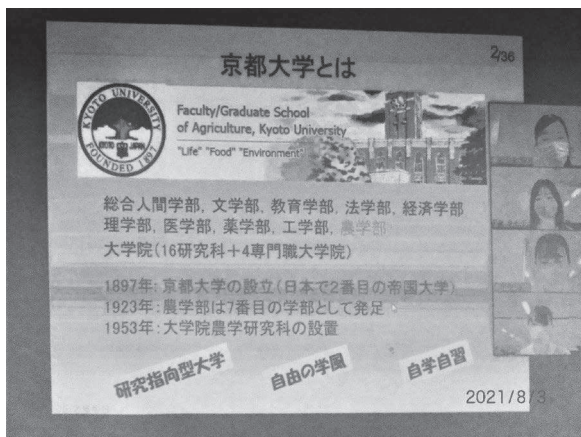 2/36
京都大学とは
KYOTO UNIVERSITY
KYOTO CITY JAPAN
FOUNDED 1897
Faculty/Graduate School
of Agriculture, Kyoto University
"Life" "Food" "Environment"
総合人間学部, 文学部, 教育学部, 法学部, 経済学部
理学部, 医学部, 薬学部, 工学部, 農学部
大学院(16研究科+4専門職大学院)
1897年: 京都大学の設立(日本で2番目の帝国大学)
1923年: 農学部は7番目の学部として発足
1953年: 大学院農学研究科の設置
研究指向型大学
自由の学風
自学自習
2021/8/3